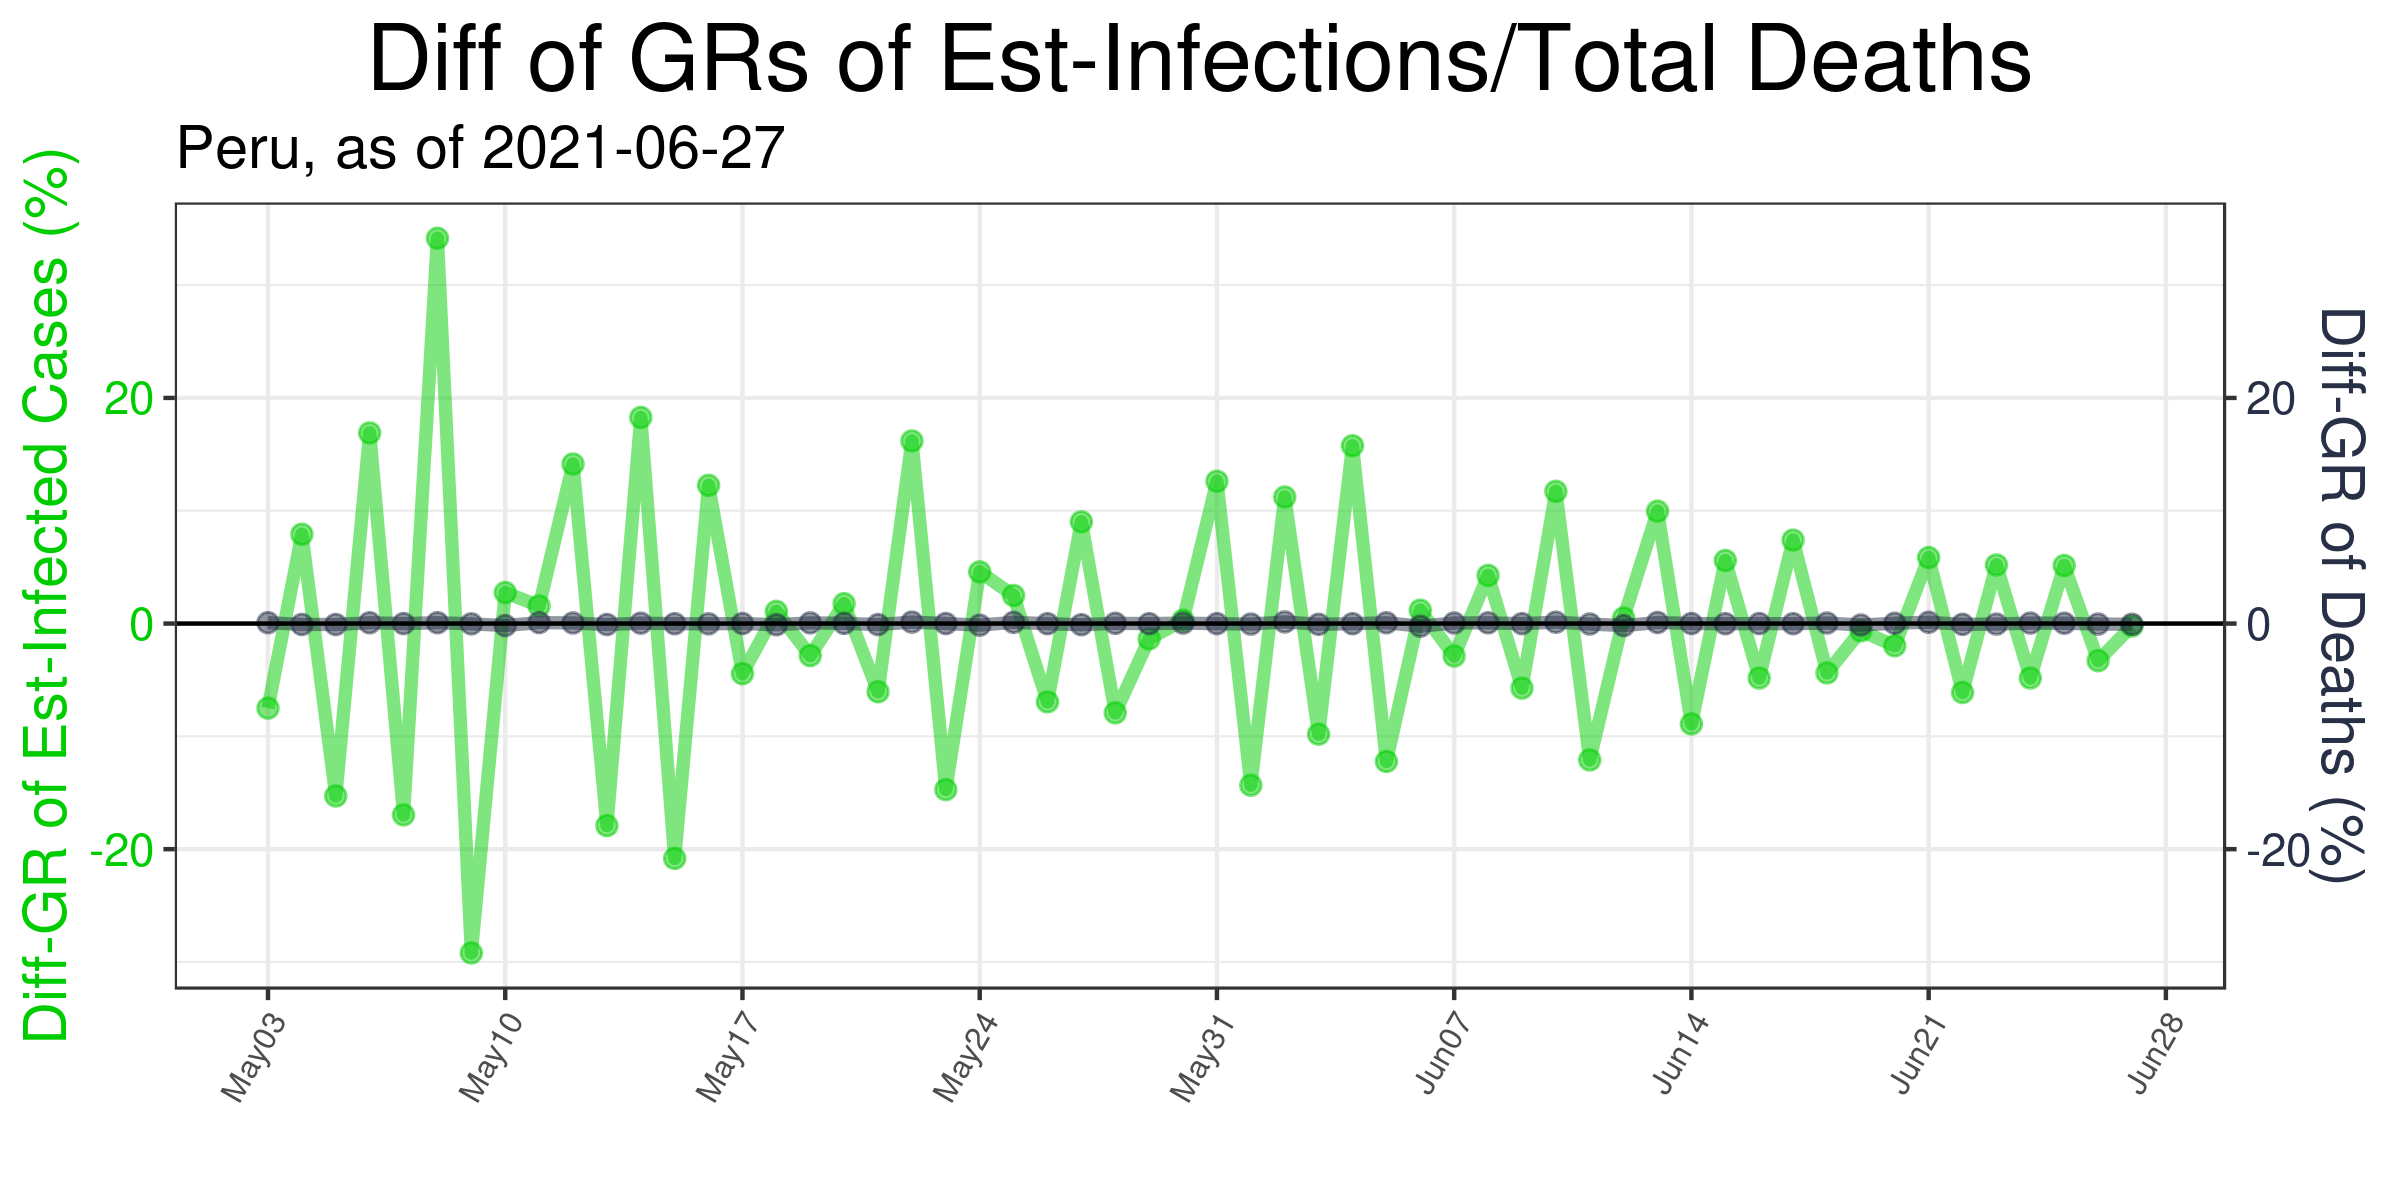 Diff of GRs of Est-Infections/Total Deaths
Peru, as of 2021-06-27
Diff-GR of Est-Infected Cases (%)
20
0
-20
20
0
-20
Diff-GR of Deaths (%)
May03
May10
May17
May24
May31
Jun07
Jun14
Jun21
Jun28